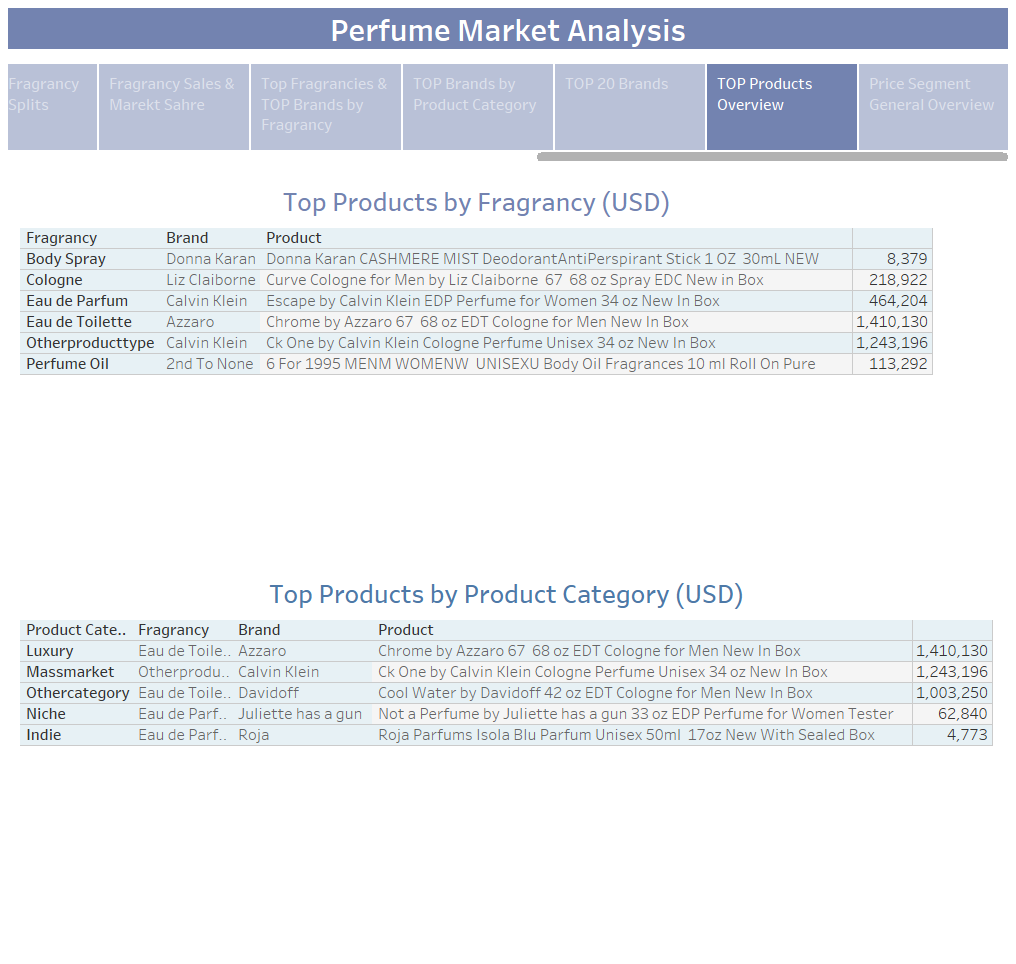 Perfume Market Analysis
Fragrancy Splits
Fragrancy Sales & Marekt Sahre
Top Fragrancies & TOP Brands by Fragrancy
TOP Brands by Product Category
TOP 20 Brands
TOP Products Overview
Price Segment General Overview
Top Products by Fragrancy (USD)
Fragrancy Brand Product
Body Spray Donna Karan Donna Karan CASHMERE MIST DeodorantAntiPerspirant Stick 1 OZ 30mL NEW 8,379
Cologne Liz Claiborne Curve Cologne for Men by Liz Claiborne 67 68 oz Spray EDC New in Box 218,922
Eau de Parfum Calvin Klein Escape by Calvin Klein EDP Perfume for Women 34 oz New In Box 464,204
Eau de Toilette Azzaro Chrome by Azzaro 67 68 oz EDT Cologne for Men New In Box 1,410,130
Otherproducttype Calvin Klein Ck One by Calvin Klein Cologne Perfume Unisex 34 oz New In Box 1,243,196
Perfume Oil 2nd To None 6 For 1995 MENM WOMENW UNISEXU Body Oil Fragrances 10 ml Roll On Pure 113,292
Top Products by Product Category (USD)
Product Cate.. Fragrancy Brand Product
Luxury Eau de Toile.. Azzaro Chrome by Azzaro 67 68 oz EDT Cologne for Men New In Box 1,410,130
Massmarket Otherprodu.. Calvin Klein Ck One by Calvin Klein Cologne Perfume Unisex 34 oz New In Box 1,243,196
Othercategory Eau de Toile.. Davidoff Cool Water by Davidoff 42 oz EDT Cologne for Men New In Box 1,003,250
Niche Eau de Parf.. Juliette has a gun Not a Perfume by Juliette has a gun 33 oz EDP Perfume for Women Tester 62,840
Indie Eau de Parf.. Roja Roja Parfums Isola Blu Parfum Unisex 50ml 17oz New With Sealed Box 4,773